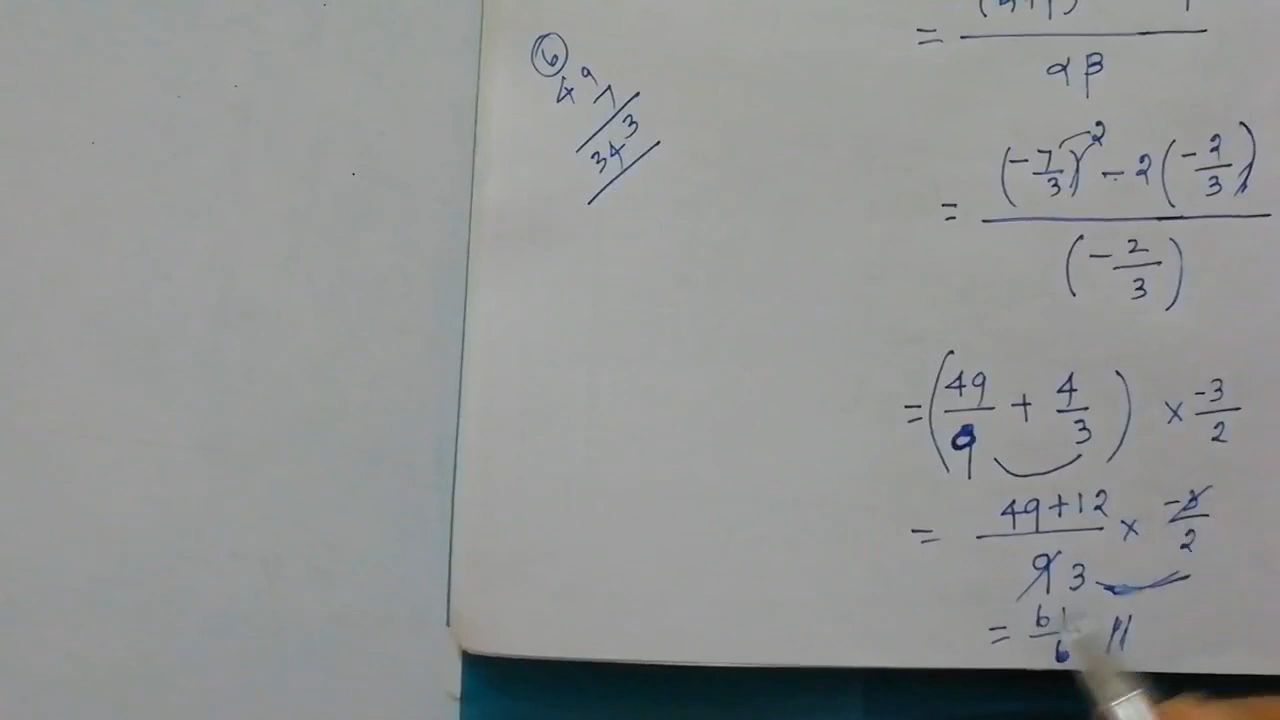 6
49
7
343
=
αβ
= (-7/3)² - 2(-2/3)
(-2/3)
= (49/9 + 4/3) × -3/2
= 49+12/9 3 × -3/2
= 61/6 //